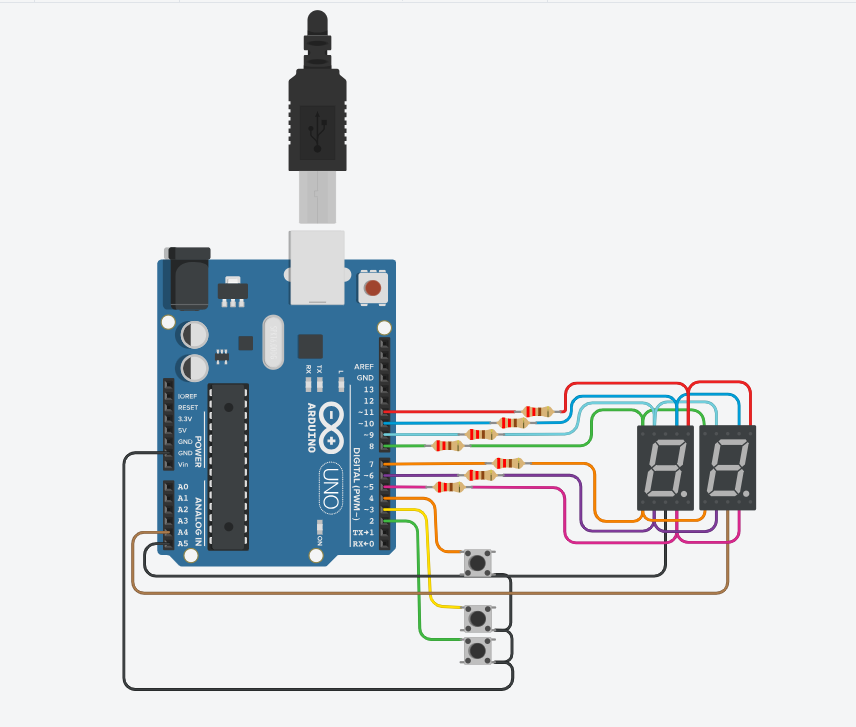 RX
TX
L
AREF
GND
13
12
~11
~10
~9
8
7
~6
~5
4
~3
2
TX→1
RX←0
DIGITAL (PWM~)
ARDUINO
UNO
ON
IOREF
RESET
3.3V
5V
GND
GND
Vin
POWER
A0
A1
A2
A3
A4
A5
ANALOG IN
8.
8.